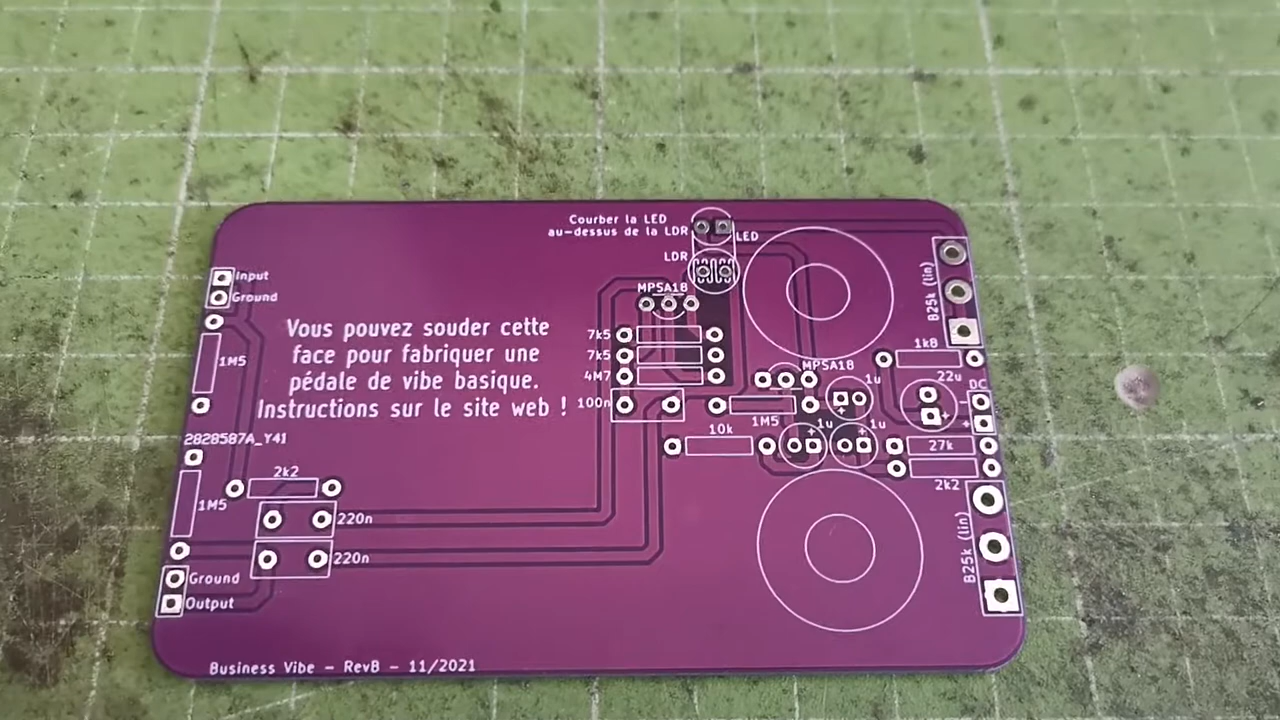 Courber la LED
au-dessus de la LDR
LED
LDR
Input
Ground
B25k (lin)
MPSA18
Vous pouvez souder cette
face pour fabriquer une
pédale de vibe basique.
Instructions sur le site web !
7k5
7k5
4M7
100n
1M5
MPSA18
1k8
1u
22u
DC
-
+
+
+
1M5
10k
1u
+
1u
+
27k
2k2
2828587A_Y41
2k2
1M5
220n
220n
B25k (lin)
Ground
Output
Business Vibe – RevB – 11/2021